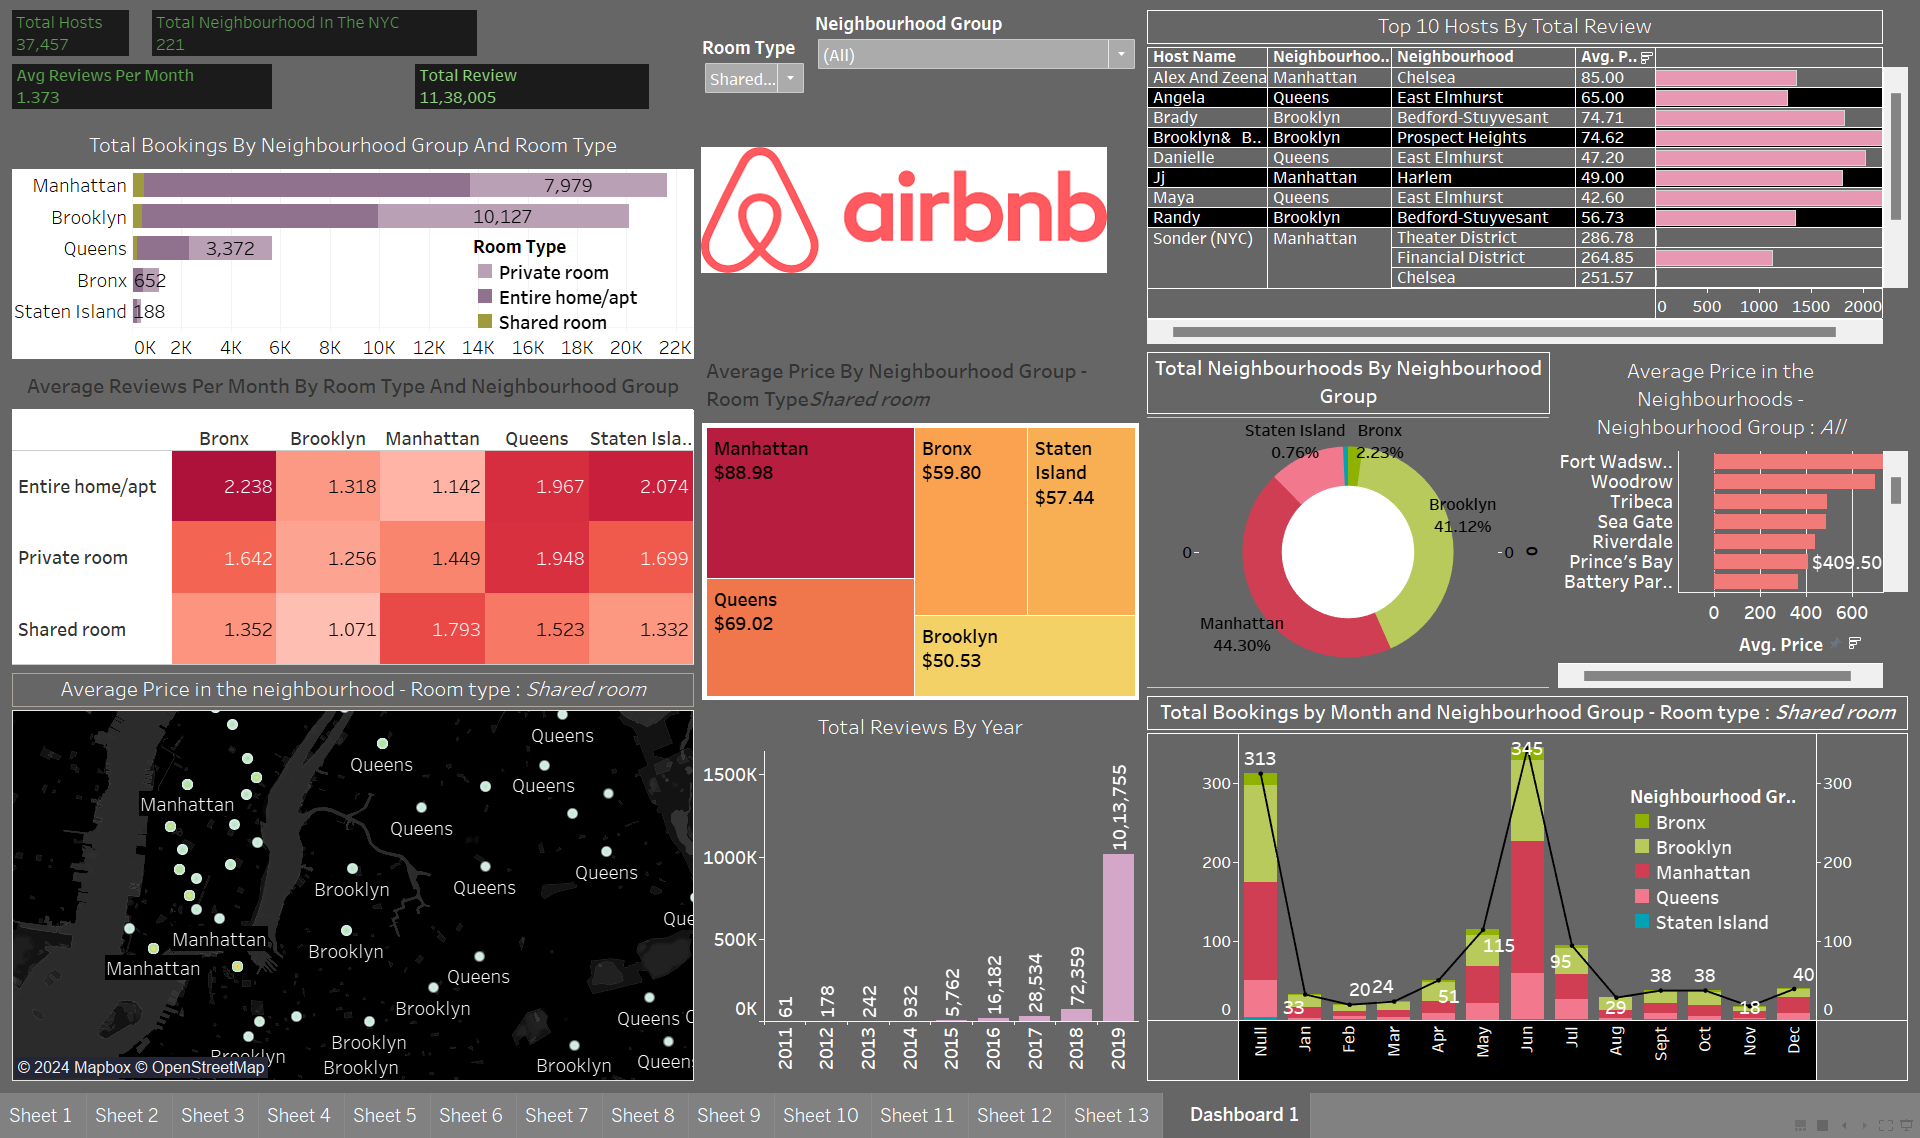 Total Hosts
37,457
Total Neighbourhood In The NYC
221
Avg Reviews Per Month
1.373
Total Review
11,38,005
Room Type
Shared...
Neighbourhood Group
(All)
Total Bookings By Neighbourhood Group And Room Type
Manhattan 7,979
Brooklyn 10,127
Queens 3,372
Bronx 652
Staten Island 188
Room Type
Private room
Entire home/apt
Shared room
0K 2K 4K 6K 8K 10K 12K 14K 16K 18K 20K 22K
airbnb
Top 10 Hosts By Total Review
Host Name Neighbourhoo.. Neighbourhood Avg. P..
Alex And Zeena Manhattan Chelsea 85.00
Angela Queens East Elmhurst 65.00
Brady Brooklyn Bedford-Stuyvesant 74.71
Brooklyn& B.. Brooklyn Prospect Heights 74.62
Danielle Queens East Elmhurst 47.20
Jj Manhattan Harlem 49.00
Maya Queens East Elmhurst 42.60
Randy Brooklyn Bedford-Stuyvesant 56.73
Sonder (NYC) Manhattan Theater District 286.78
Financial District 264.85
Chelsea 251.57
0 500 1000 1500 2000
Average Reviews Per Month By Room Type And Neighbourhood Group
Bronx Brooklyn Manhattan Queens Staten Isla..
Entire home/apt 2.238 1.318 1.142 1.967 2.074
Private room 1.642 1.256 1.449 1.948 1.699
Shared room 1.352 1.071 1.793 1.523 1.332
Average Price By Neighbourhood Group -
Room TypeShared room
Manhattan
$88.98
Bronx
$59.80
Staten
Island
$57.44
Queens
$69.02
Brooklyn
$50.53
Total Neighbourhoods By Neighbourhood
Group
Staten Island
0.76%
Bronx
2.23%
Brooklyn
41.12%
Manhattan
44.30%
0
0
0
Average Price in the
Neighbourhoods -
Neighbourhood Group : All
Fort Wadsw..
Woodrow
Tribeca
Sea Gate
Riverdale
Prince's Bay $409.50
Battery Par..
0 200 400 600
Avg. Price
Average Price in the neighbourhood - Room type : Shared room
Queens
Queens
Queens
Manhattan
Queens
Queens
Brooklyn
Queens
Que
Manhattan
Brooklyn
Manhattan
Queens
Brooklyn
Queens
Brooklyn
Brooklyn
Brooklyn
Brooklyn
Queens
© 2024 Mapbox © OpenStreetMap
Total Reviews By Year
1500K
1000K
500K
0K
61 178 242 932 5,762 16,182 28,534 72,359 10,13,755
2011 2012 2013 2014 2015 2016 2017 2018 2019
Total Bookings by Month and Neighbourhood Group - Room type : Shared room
300
200
100
0
313 33 20 24 51 115 345 95 29 38 38 18 40
Neighbourhood Gr..
Bronx
Brooklyn
Manhattan
Queens
Staten Island
300
200
100
0
Null Jan Feb Mar Apr May Jun Jul Aug Sept Oct Nov Dec
Sheet 1 Sheet 2 Sheet 3 Sheet 4 Sheet 5 Sheet 6 Sheet 7 Sheet 8 Sheet 9 Sheet 10 Sheet 11 Sheet 12 Sheet 13 Dashboard 1